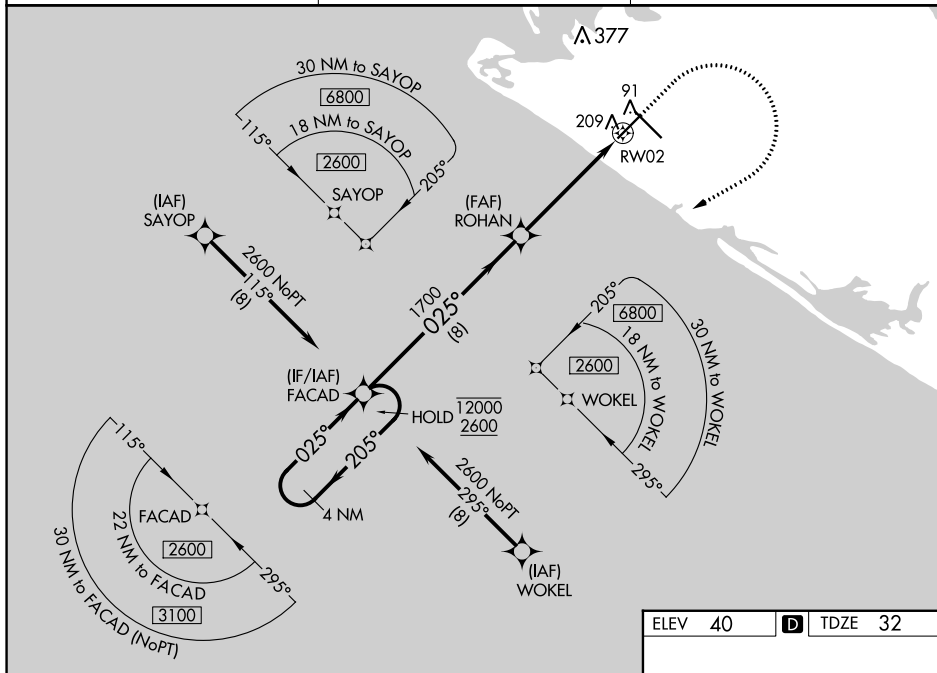 377
30 NM to SAYOP
6800
18 NM to SAYOP
2600
115°
205°
SAYOP
91
209
RW02
(IAF)
SAYOP
2600 NoPT
115°
(8)
(FAF)
ROHAN
1700
025°
(8)
(IF/IAF)
FACAD
HOLD
12000
2600
025°
205°
4 NM
205°
6800
18 NM to WOKEL
30 NM to WOKEL
2600
WOKEL
295°
115°
FACAD
2600
22 NM to FACAD
30 NM to FACAD (NoPT)
3100
295°
2600 NoPT
295°
(8)
(IAF)
WOKEL
ELEV 40 D TDZE 32